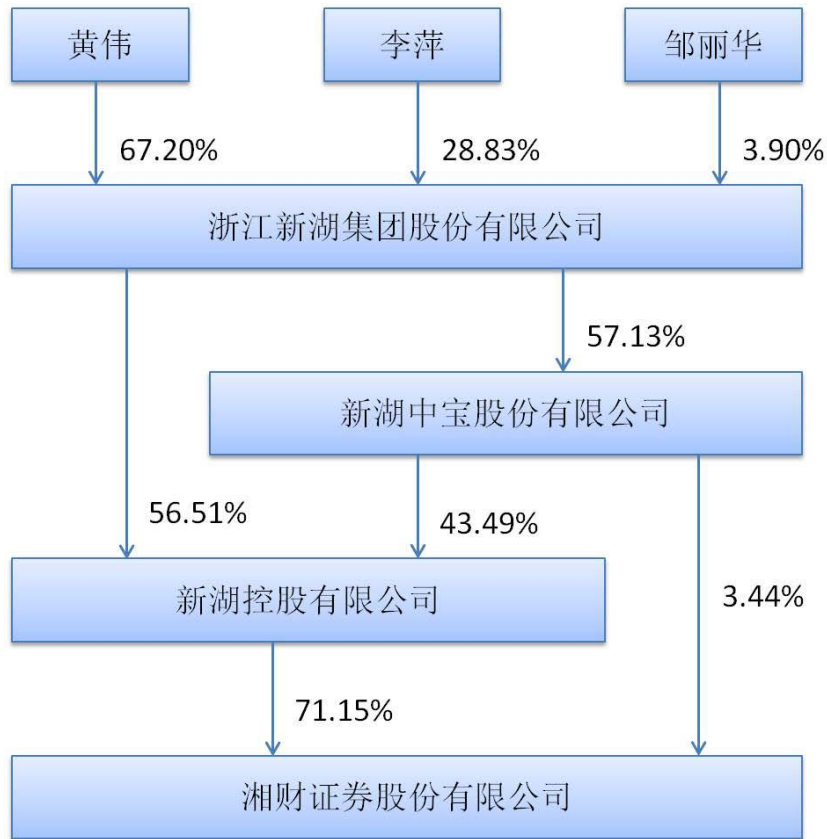 黄伟
李萍
邹丽华
67.20%
28.83%
3.90%
浙江新湖集团股份有限公司
57.13%
新湖中宝股份有限公司
56.51%
43.49%
新湖控股有限公司
3.44%
71.15%
湘财证券股份有限公司